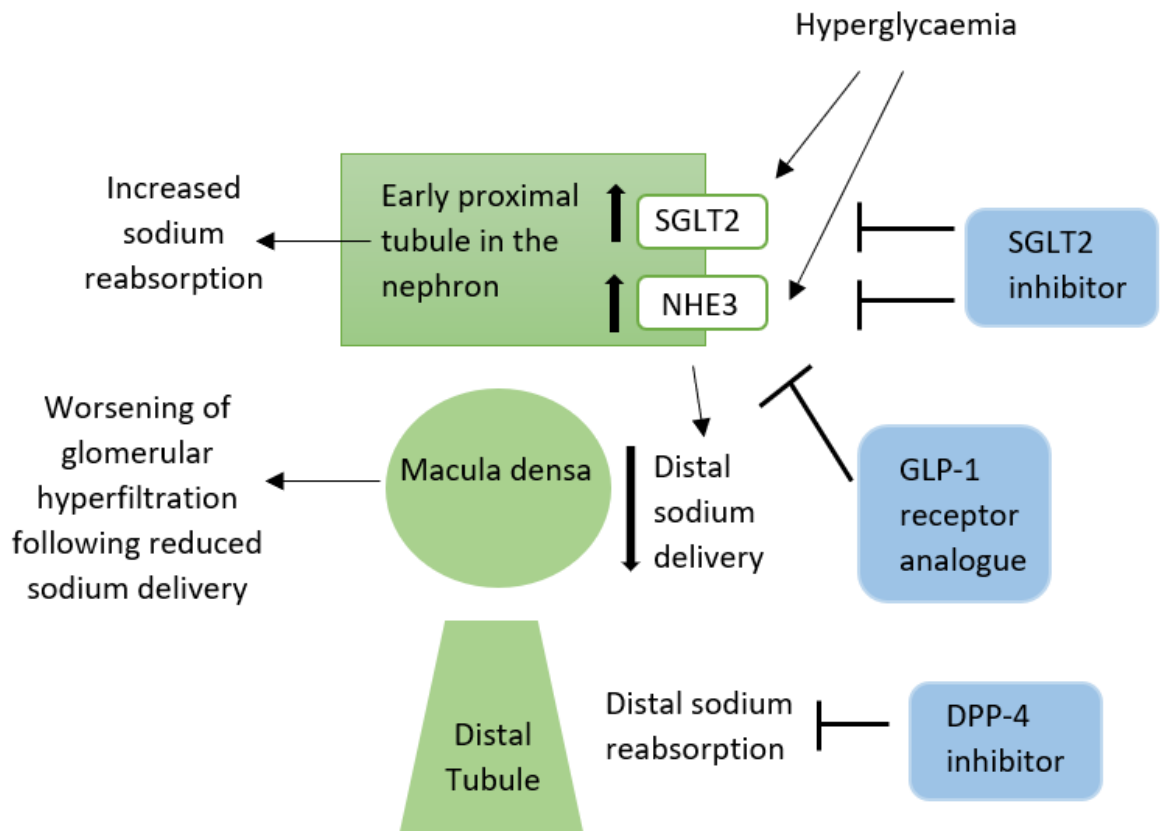 Hyperglycaemia
Increased
sodium
reabsorption
Early proximal
tubule in the
nephron
SGLT2
NHE3
SGLT2
inhibitor
Worsening of
glomerular
hyperfiltration
following reduced
sodium delivery
Macula densa
Distal
sodium
delivery
GLP-1
receptor
analogue
Distal
Tubule
Distal sodium
reabsorption
DPP-4
inhibitor